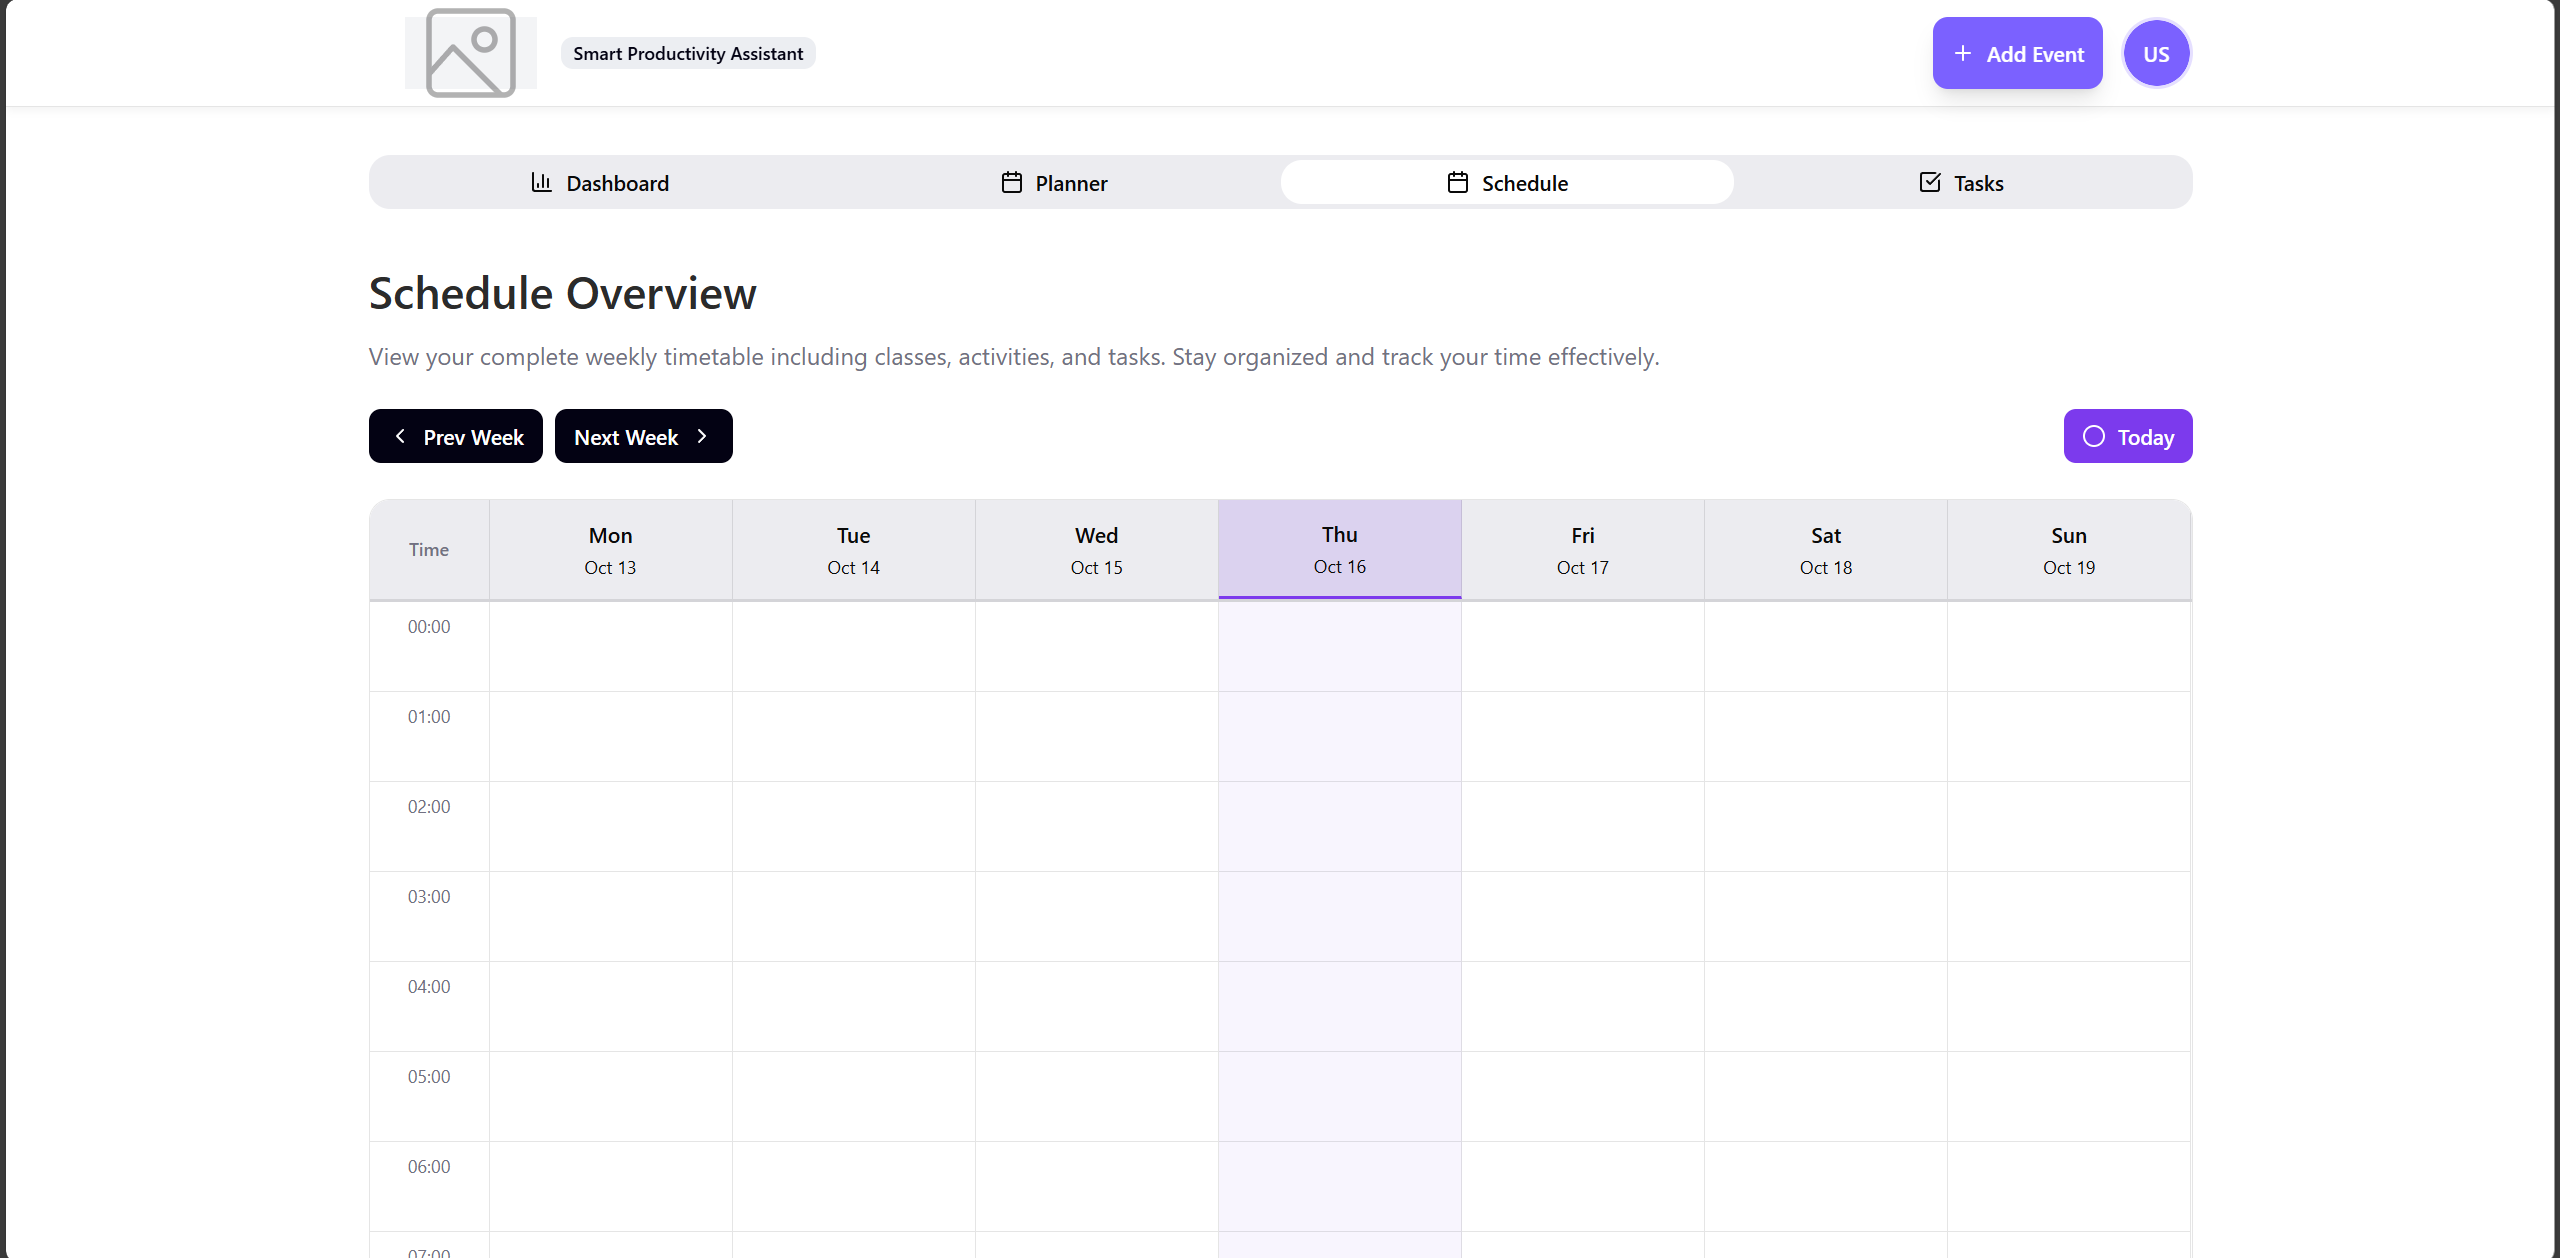 Smart Productivity Assistant
Add Event
US
Dashboard
Planner
Schedule
Tasks
Schedule Overview
View your complete weekly timetable including classes, activities, and tasks. Stay organized and track your time effectively.
Prev Week
Next Week
Today
Time
Mon
Oct 13
Tue
Oct 14
Wed
Oct 15
Thu
Oct 16
Fri
Oct 17
Sat
Oct 18
Sun
Oct 19
00:00
01:00
02:00
03:00
04:00
05:00
06:00
07:00